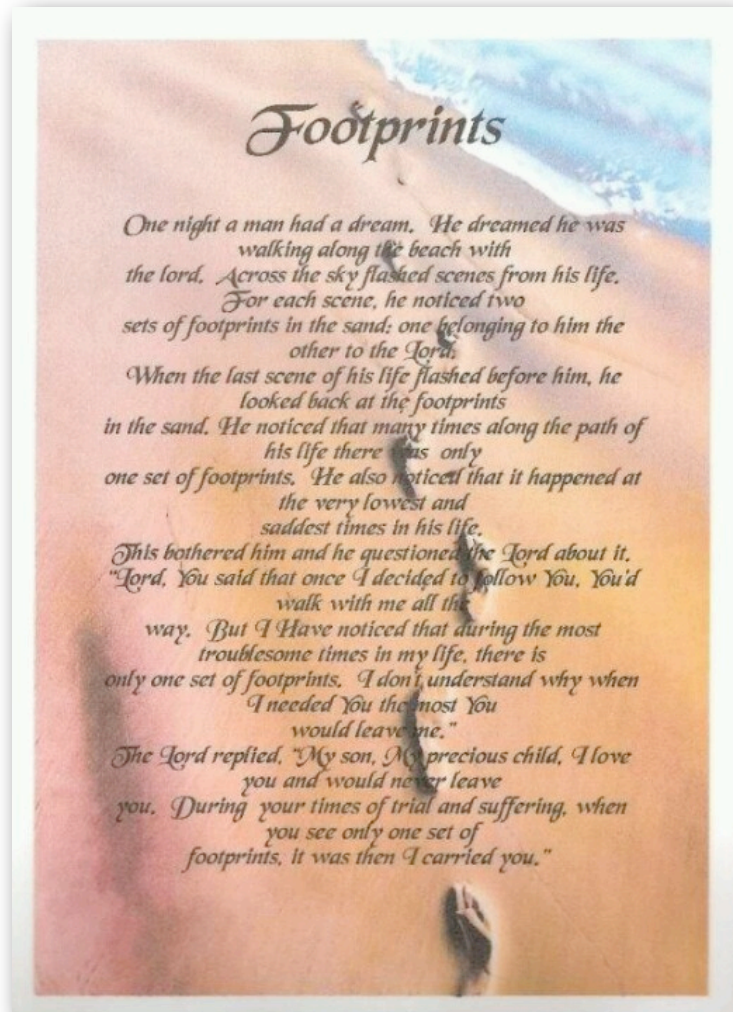 Footprints
One night a man had a dream. He dreamed he was
walking along the beach with
the lord. Across the sky flashed scenes from his life.
For each scene, he noticed two
sets of footprints in the sand; one belonging to him the
other to the Lord.
When the last scene of his life flashed before him, he
looked back at the footprints
in the sand. He noticed that many times along the path of
his life there was only
one set of footprints. He also noticed that it happened at
the very lowest and
saddest times in his life.
This bothered him and he questioned the Lord about it.
"Lord, You said that once I decided to follow You, You'd
walk with me all the
way. But I Have noticed that during the most
troublesome times in my life, there is
only one set of footprints. I don't understand why when
I needed You the most You
would leave me."
The Lord replied, "My son, My precious child, I love
you and would never leave
you. During your times of trial and suffering, when
you see only one set of
footprints, it was then I carried you."